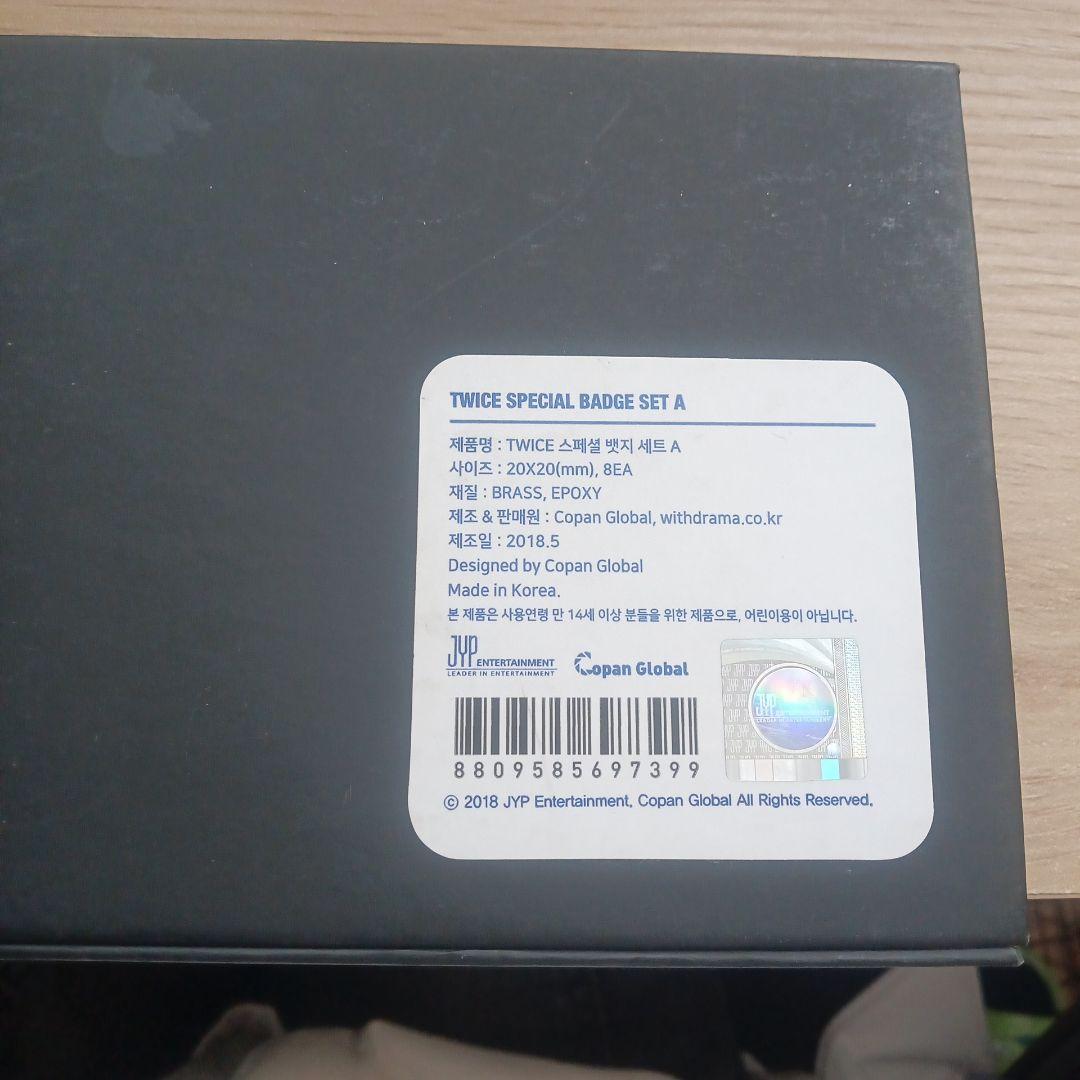 TWICE SPECIAL BADGE SET A
제품명 : TWICE 스페셜 뱃지 세트 A
사이즈 : 20X20(mm), 8EA
재질 : BRASS, EPOXY
제조 & 판매원 : Copan Global, withdrama.co.kr
제조일 : 2018.5
Designed by Copan Global
Made in Korea.
본 제품은 사용연령 만 14세 이상 분들을 위한 제품으로, 어린이용이 아닙니다.
JYP ENTERTAINMENT
LEADER IN ENTERTAINMENT
Copan Global
JYP ENTERTAINMENT
LEADER IN ENTERTAINMENT
8809585697399
© 2018 JYP Entertainment, Copan Global All Rights Reserved.